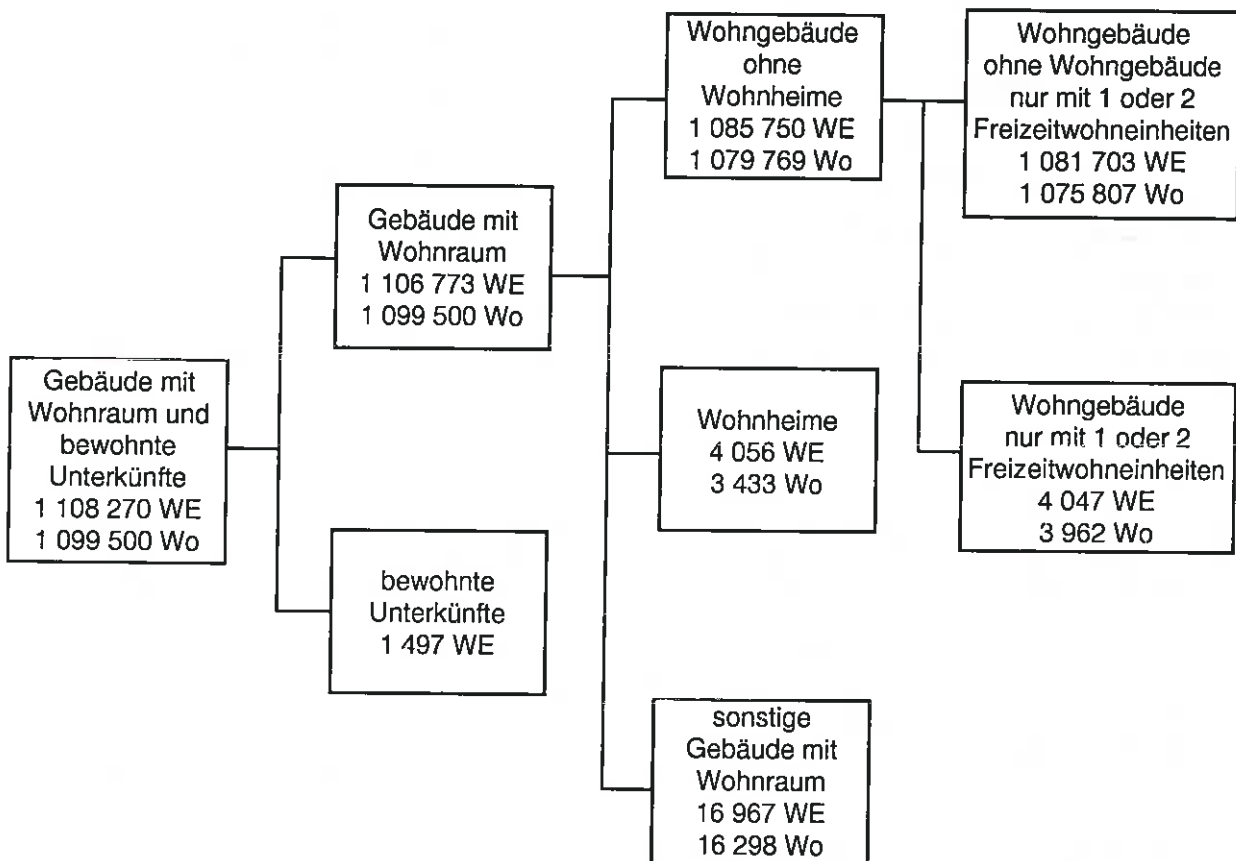 Gebäude mit
Wohnraum und
bewohnte
Unterkünfte
1 108 270 WE
1 099 500 Wo
Gebäude mit
Wohnraum
1 106 773 WE
1 099 500 Wo
bewohnte
Unterkünfte
1 497 WE
Wohngebäude
ohne
Wohnheime
1 085 750 WE
1 079 769 Wo
Wohnheime
4 056 WE
3 433 Wo
sonstige
Gebäude mit
Wohnraum
16 967 WE
16 298 Wo
Wohngebäude
ohne Wohngebäude
nur mit 1 oder 2
Freizeitwohneinheiten
1 081 703 WE
1 075 807 Wo
Wohngebäude
nur mit 1 oder 2
Freizeitwohneinheiten
4 047 WE
3 962 Wo